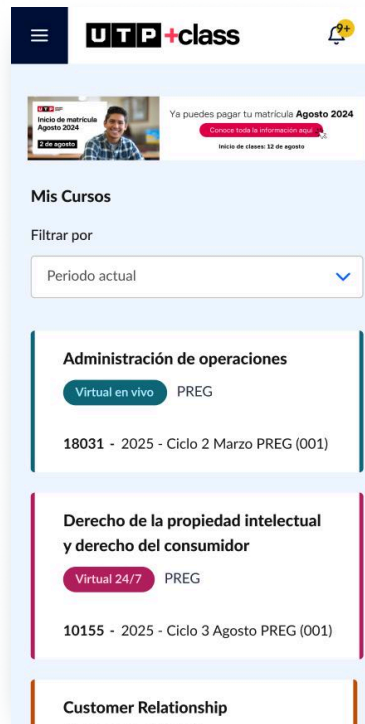 UTP +class
9+
UTP
Inicio de matrícula
Agosto 2024
2 de agosto
Ya puedes pagar tu matrícula Agosto 2024
Conoce toda la información aquí
Inicio de clases: 12 de agosto
Mis Cursos
Filtrar por
Periodo actual
Administración de operaciones
Virtual en vivo PREG
18031 - 2025 - Ciclo 2 Marzo PREG (001)
Derecho de la propiedad intelectual
y derecho del consumidor
Virtual 24/7 PREG
10155 - 2025 - Ciclo 3 Agosto PREG (001)
Customer Relationship